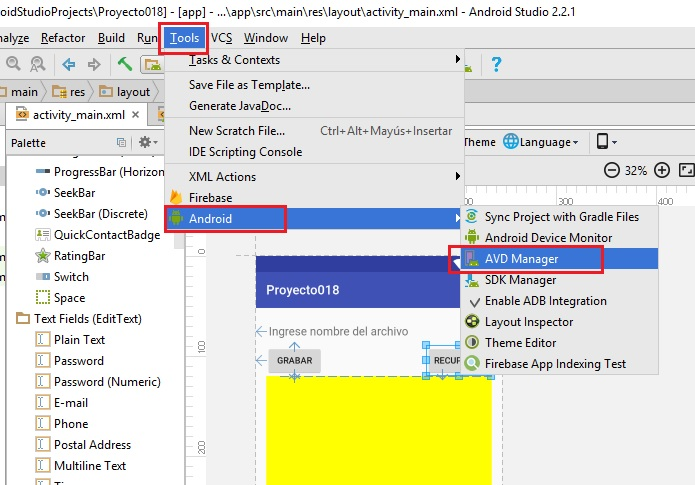 oidStudioProjects\Proyecto018] - [app] - ...\app\src\main\res\layout\activity_main.xml - Android Studio 2.2.1
alyze Refactor Build Run Tools VCS Window Help
main res layout
activity_main.xml
Palette
ProgressBar (Horizon
SeekBar
SeekBar (Discrete)
QuickContactBadge
RatingBar
Switch
Space
Text Fields (EditText)
Plain Text
Password
Password (Numeric)
E-mail
Phone
Postal Address
Multiline Text
Tasks & Contexts
Save File as Template...
Generate JavaDoc...
New Scratch File... Ctrl+Alt+Mayús+Insertar
IDE Scripting Console
XML Actions
Firebase
Android
Theme Language
32%
300 400
Sync Project with Gradle Files
Android Device Monitor
AVD Manager
SDK Manager
Enable ADB Integration
Layout Inspector
Theme Editor
Firebase App Indexing Test
0
100
200
Proyecto018
Ingrese nombre del archivo
GRABAR RECUP